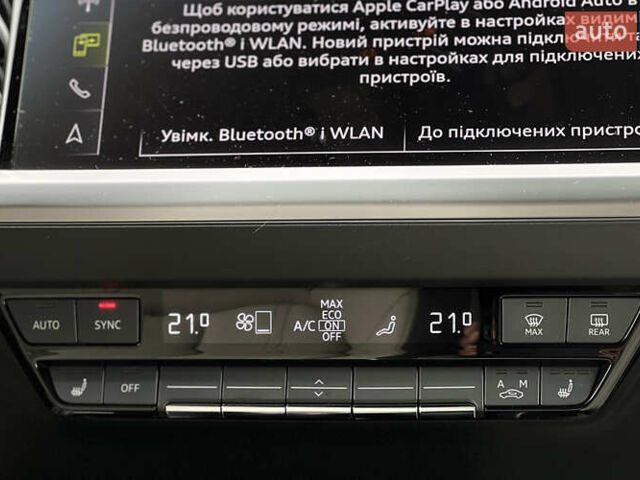 Щоб користуватися Apple CarPlay або Android Auto в
безпроводовому режимі, активуйте в настройках видим
Bluetooth® і WLAN. Новий пристрій можна
через USB або вибрати в настройках для підключених
пристроїв.
auto
Увімк. Bluetooth® і WLAN
До підключених пристро
AUTO
SYNC
21.0
A/C
MAX
ECO
ON
OFF
21.0
MAX
REAR
OFF
A M